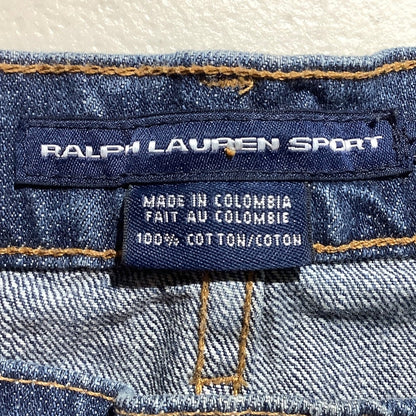 RALPH LAUREN SPORT
MADE IN COLOMBIA
FAIT AU COLOMBIE
100% COTTON/COTON